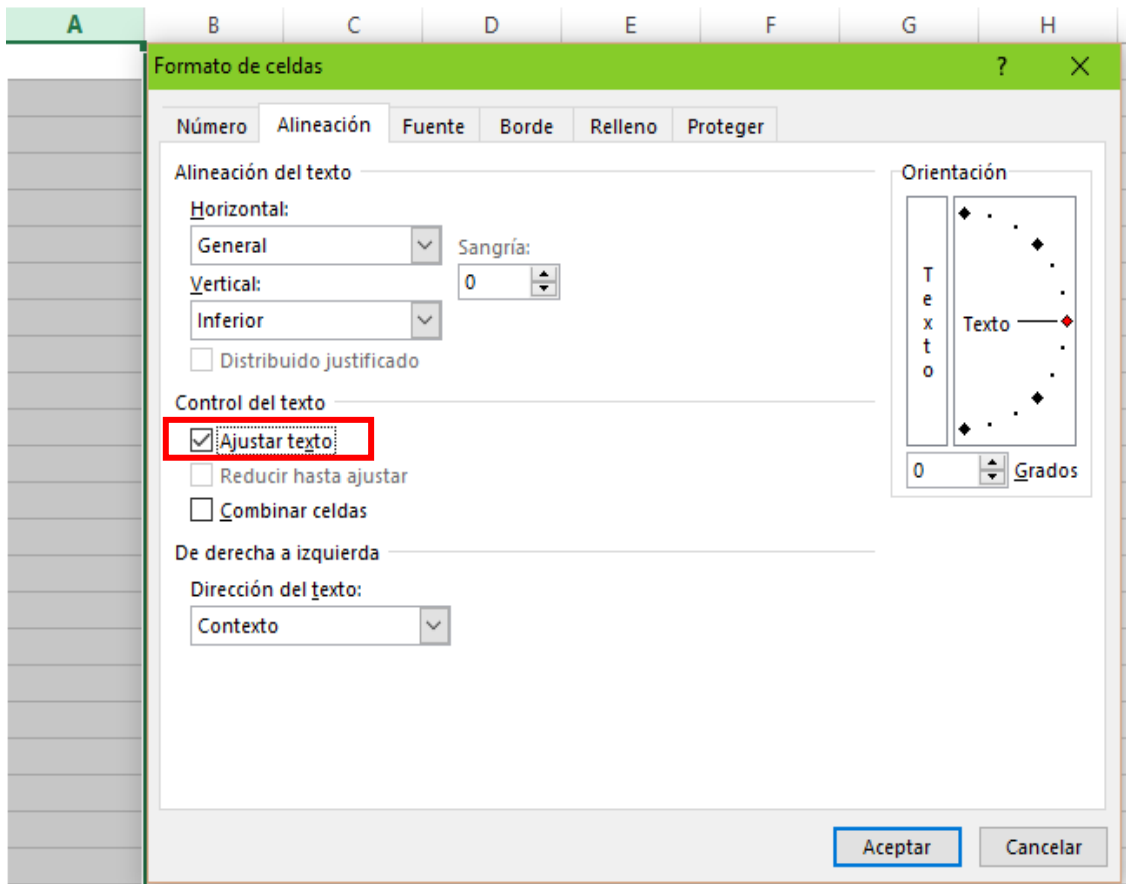 A B C D E F G H
Formato de celdas ?
Número Alineación Fuente Borde Relleno Proteger
Alineación del texto
Horizontal:
General
Sangría:
0
Vertical:
Inferior
Distribuido justificado
Control del texto
Ajustar texto
Reducir hasta ajustar
Combinar celdas
De derecha a izquierda
Dirección del texto:
Contexto
Orientación
Texto
Texto
0 Grados
Aceptar Cancelar